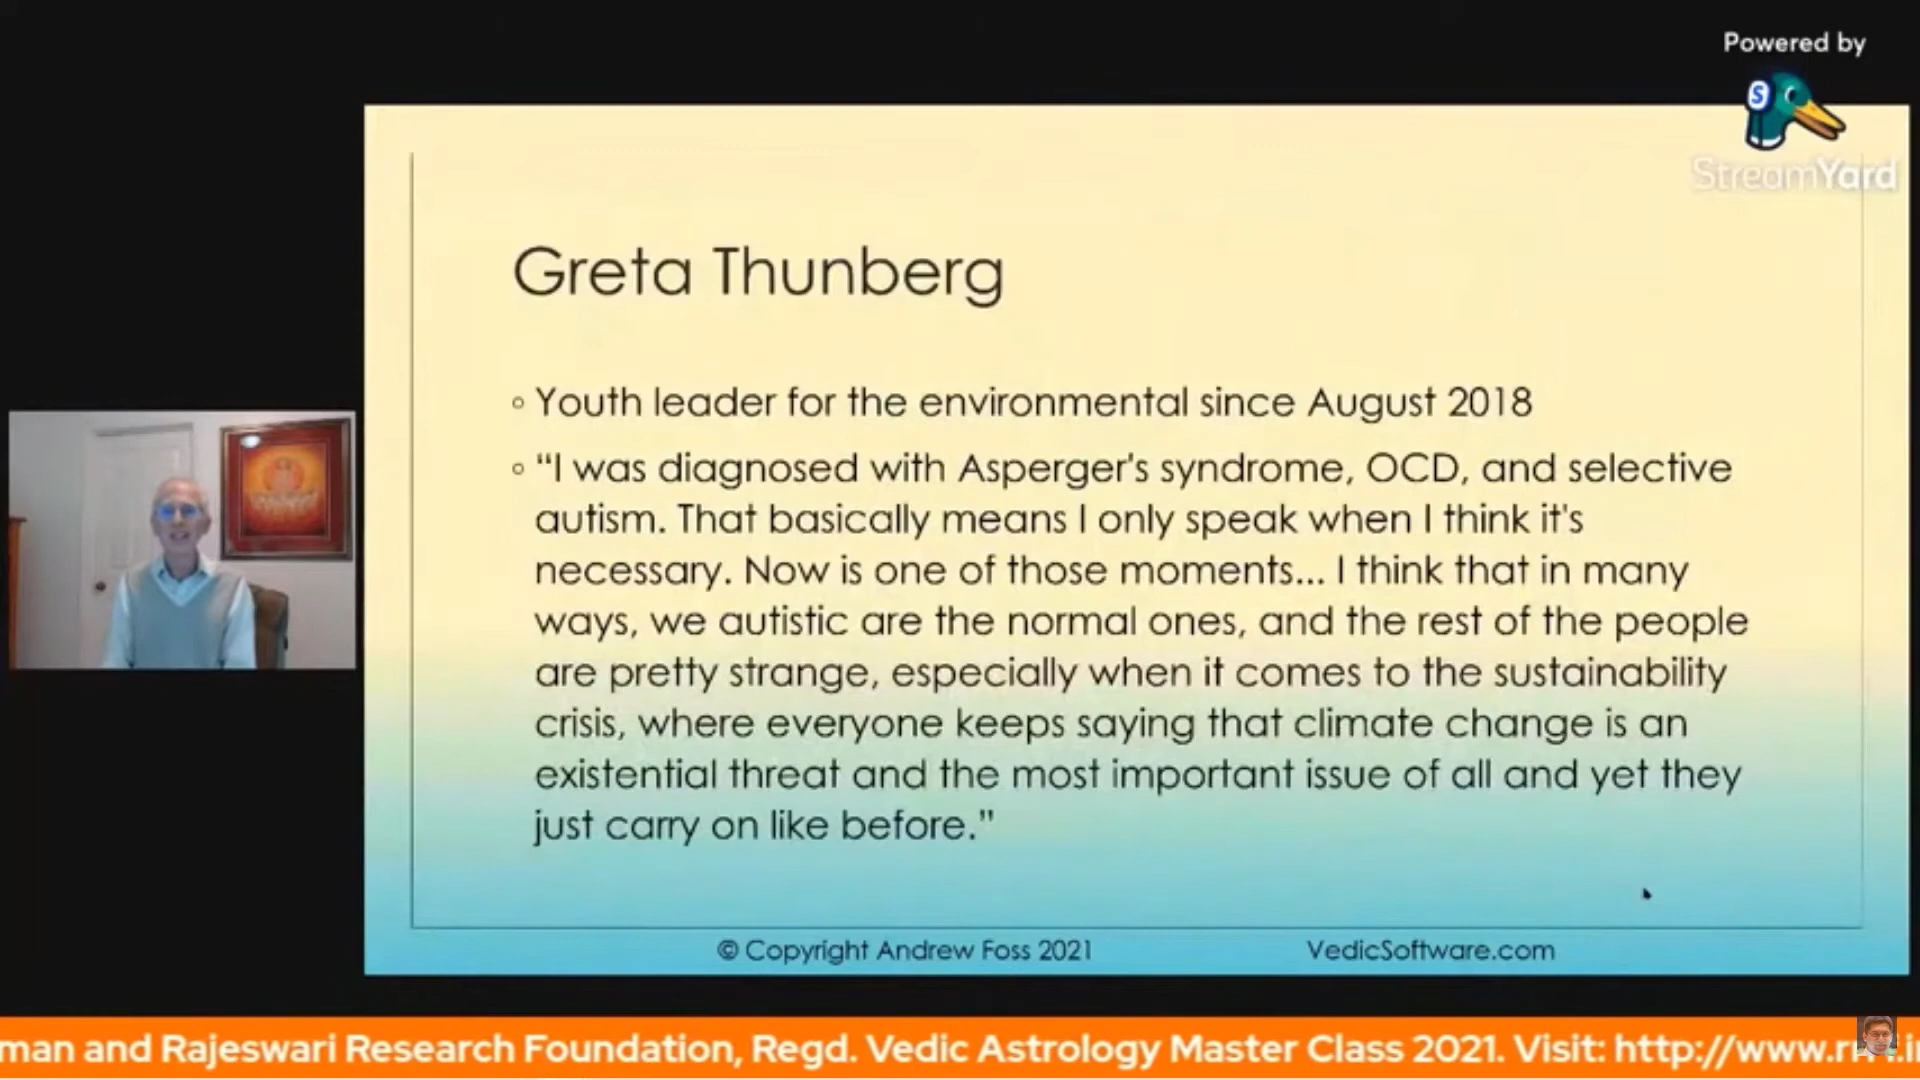 Powered by
S
StreamYard
Greta Thunberg
◦ Youth leader for the environmental since August 2018
◦ “I was diagnosed with Asperger's syndrome, OCD, and selective
autism. That basically means I only speak when I think it's
necessary. Now is one of those moments... I think that in many
ways, we autistic are the normal ones, and the rest of the people
are pretty strange, especially when it comes to the sustainability
crisis, where everyone keeps saying that climate change is an
existential threat and the most important issue of all and yet they
just carry on like before.”
© Copyright Andrew Foss 2021 VedicSoftware.com
man and Rajeswari Research Foundation, Regd. Vedic Astrology Master Class 2021. Visit: http://www.